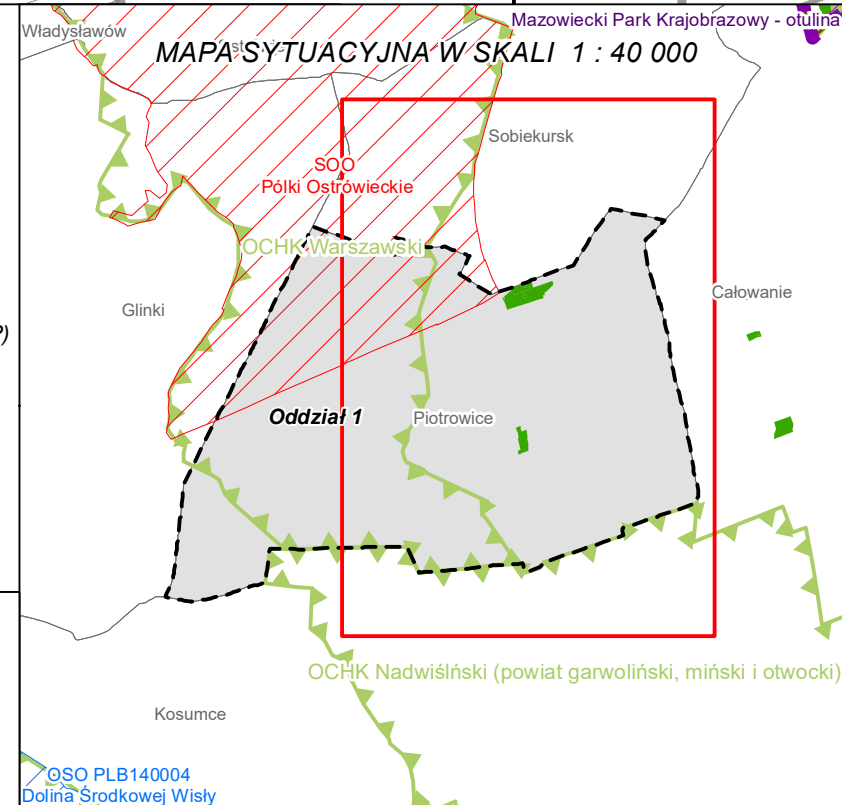 Mazowiecki Park Krajobrazowy - otulina
Władysławów
MAPA SYTUACYJNA W SKALI 1 : 40 000
Sobiekursk
SOO
Pólki Ostrówieckie
OCHK Warszawski
Całowanie
Glinki
Oddział 1
Piotrowice
OCHK Nadwiślński (powiat garwoliński, miński i otwocki)
Kosumce
OSO PLB140004
Dolina Środkowej Wisły